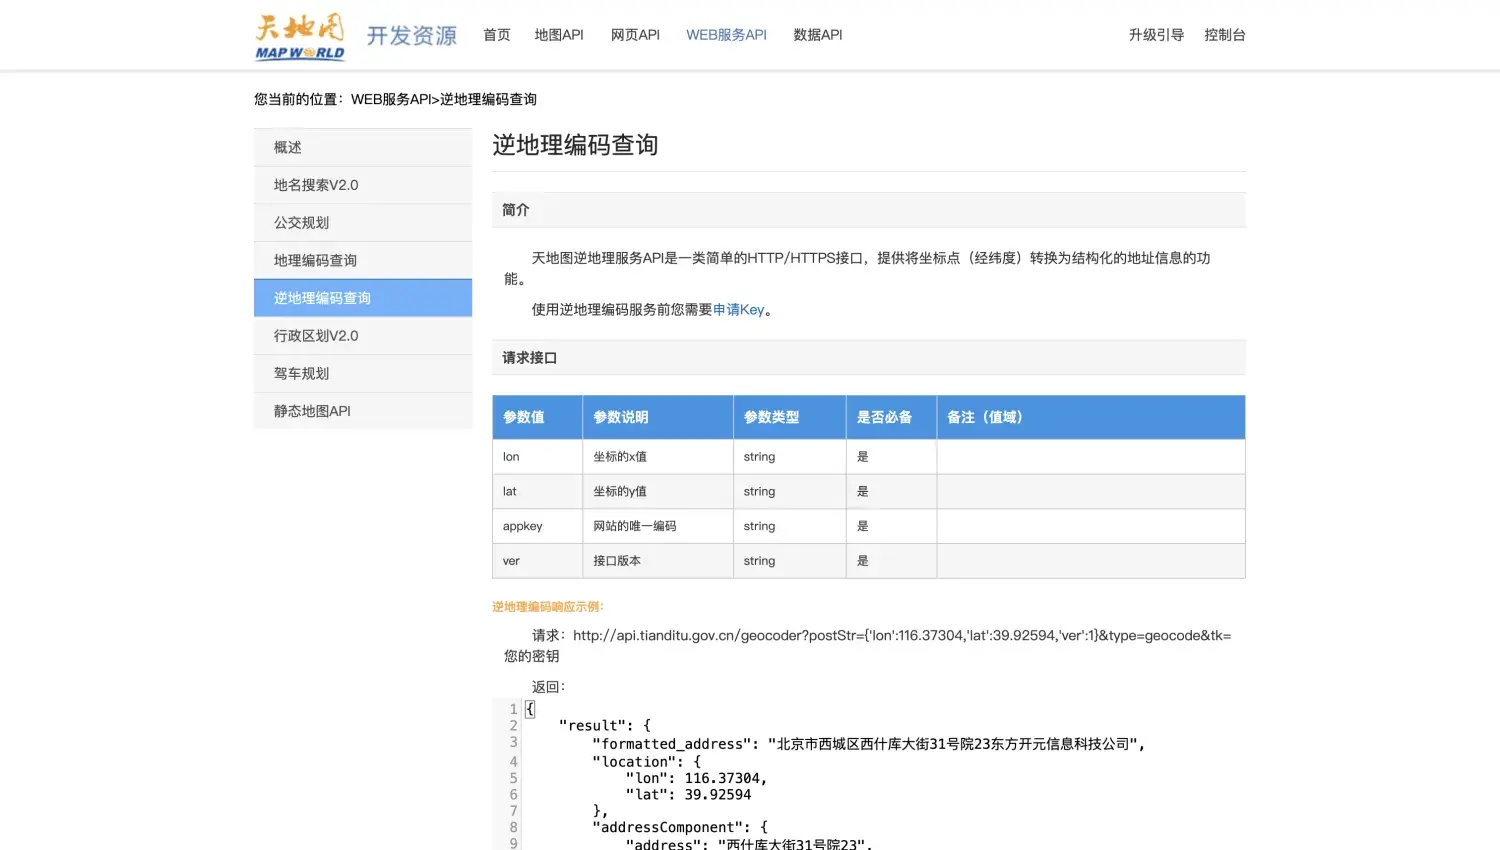 天地图
MAP WORLD
开发资源
首页
地图API
网页API
WEB服务API
数据API
升级引导
控制台
您当前的位置：WEB服务API>逆地理编码查询
概述
地名搜索V2.0
公交规划
地理编码查询
逆地理编码查询
行政区划V2.0
驾车规划
静态地图API
逆地理编码查询
简介
天地图逆地理服务API是一类简单的HTTP/HTTPS接口，提供将坐标点（经纬度）转换为结构化的地址信息的功
能。
使用逆地理编码服务前您需要申请Key。
请求接口
参数值 参数说明 参数类型 是否必备 备注（值域）
lon 坐标的x值 string 是
lat 坐标的y值 string 是
appkey 网站的唯一编码 string 是
ver 接口版本 string 是
逆地理编码响应示例：
请求：http://api.tianditu.gov.cn/geocoder?postStr={'lon':116.37304,'lat':39.92594,'ver':1}&type=geocode&tk=
您的密钥
返回：
1 {
2 "result": {
3 "formatted_address": "北京市西城区西什库大街31号院23东方开元信息科技公司",
4 "location": {
5 "lon": 116.37304,
6 "lat": 39.92594
7 },
8 "addressComponent": {
9 "address": "西什库大街31号院23",